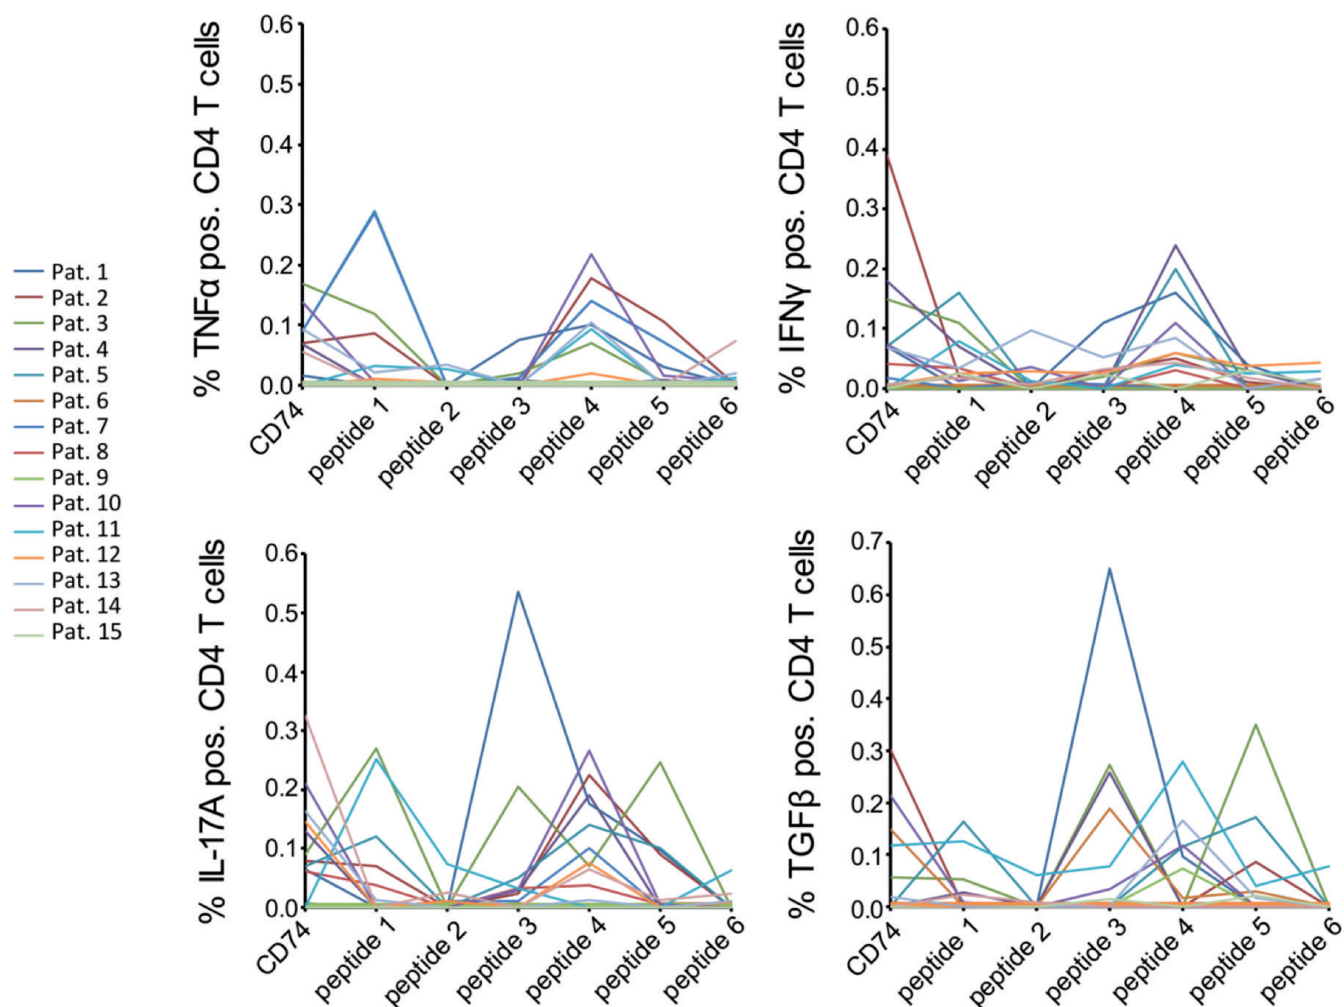 % TNFα pos. CD4 T cells
0.6
0.5
0.4
0.3
0.2
0.1
0.0
CD74
peptide 1
peptide 2
peptide 3
peptide 4
peptide 5
peptide 6
% IFNγ pos. CD4 T cells
0.6
0.5
0.4
0.3
0.2
0.1
0.0
CD74
peptide 1
peptide 2
peptide 3
peptide 4
peptide 5
peptide 6
Pat. 1
Pat. 2
Pat. 3
Pat. 4
Pat. 5
Pat. 6
Pat. 7
Pat. 8
Pat. 9
Pat. 10
Pat. 11
Pat. 12
Pat. 13
Pat. 14
Pat. 15
% IL-17A pos. CD4 T cells
0.6
0.5
0.4
0.3
0.2
0.1
0.0
CD74
peptide 1
peptide 2
peptide 3
peptide 4
peptide 5
peptide 6
% TGFβ pos. CD4 T cells
0.7
0.6
0.5
0.4
0.3
0.2
0.1
0.0
CD74
peptide 1
peptide 2
peptide 3
peptide 4
peptide 5
peptide 6